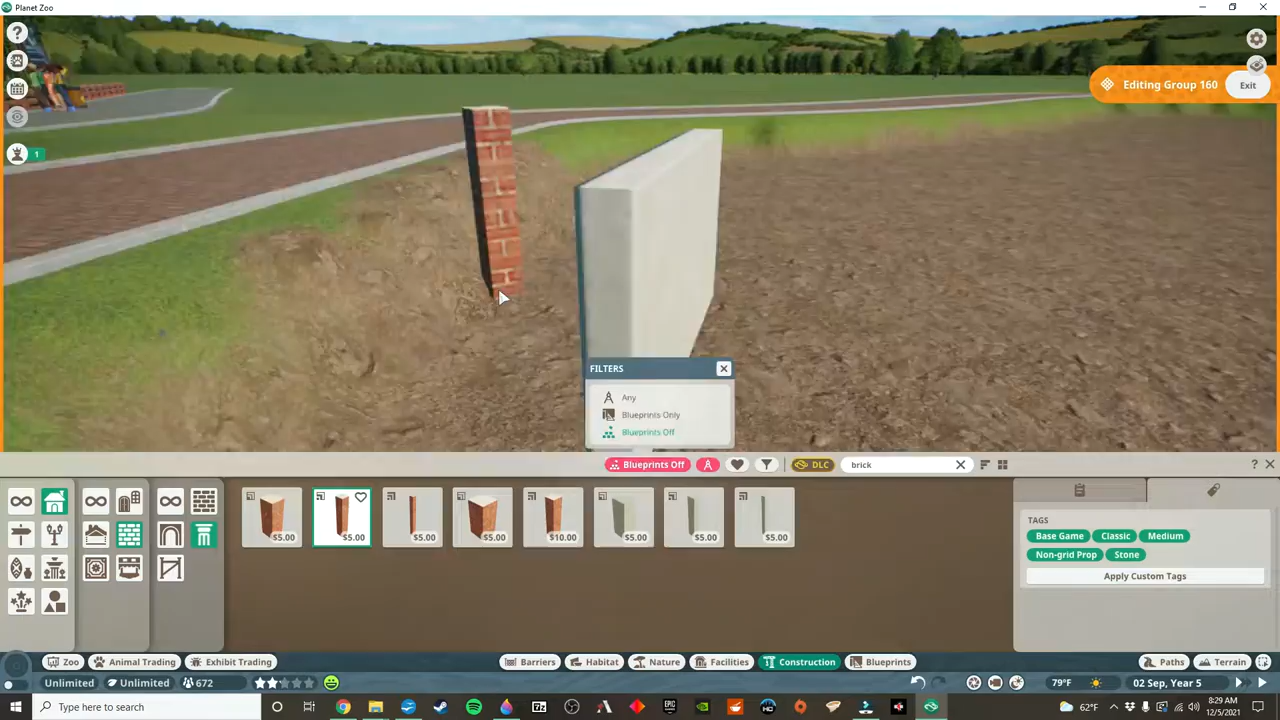 Planet Zoo
Editing Group 160
Exit
1
FILTERS
Any
Blueprints Only
Blueprints Off
Blueprints Off
DLC
brick
$5.00
$5.00
$5.00
$5.00
$10.00
$5.00
$5.00
$5.00
TAGS
Base Game
Classic
Medium
Non-grid Prop
Stone
Apply Custom Tags
Zoo
Animal Trading
Exhibit Trading
Barriers
Habitat
Nature
Facilities
Construction
Blueprints
Paths
Terrain
Unlimited
Unlimited
672
79°F
02 Sep, Year 5
Type here to search
62°F
8:29 AM
12/5/2021